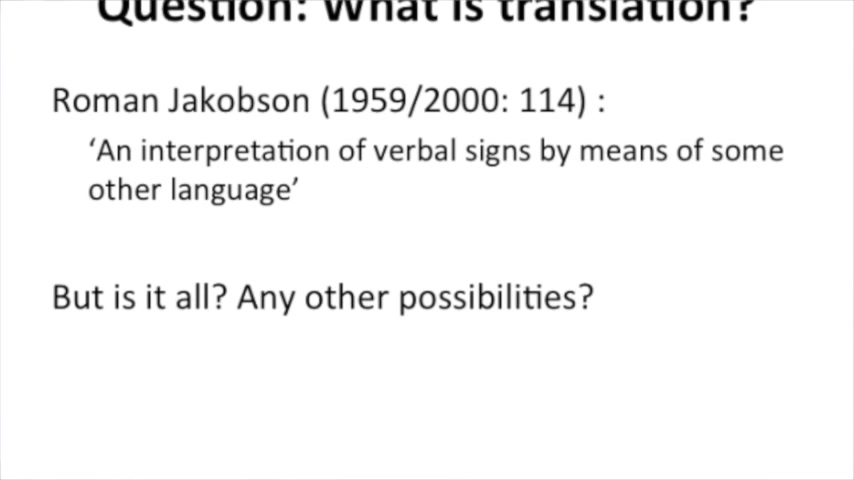 Question: What is translation?
Roman Jakobson (1959/2000: 114) :
‘An interpretation of verbal signs by means of some
other language’
But is it all? Any other possibilities?